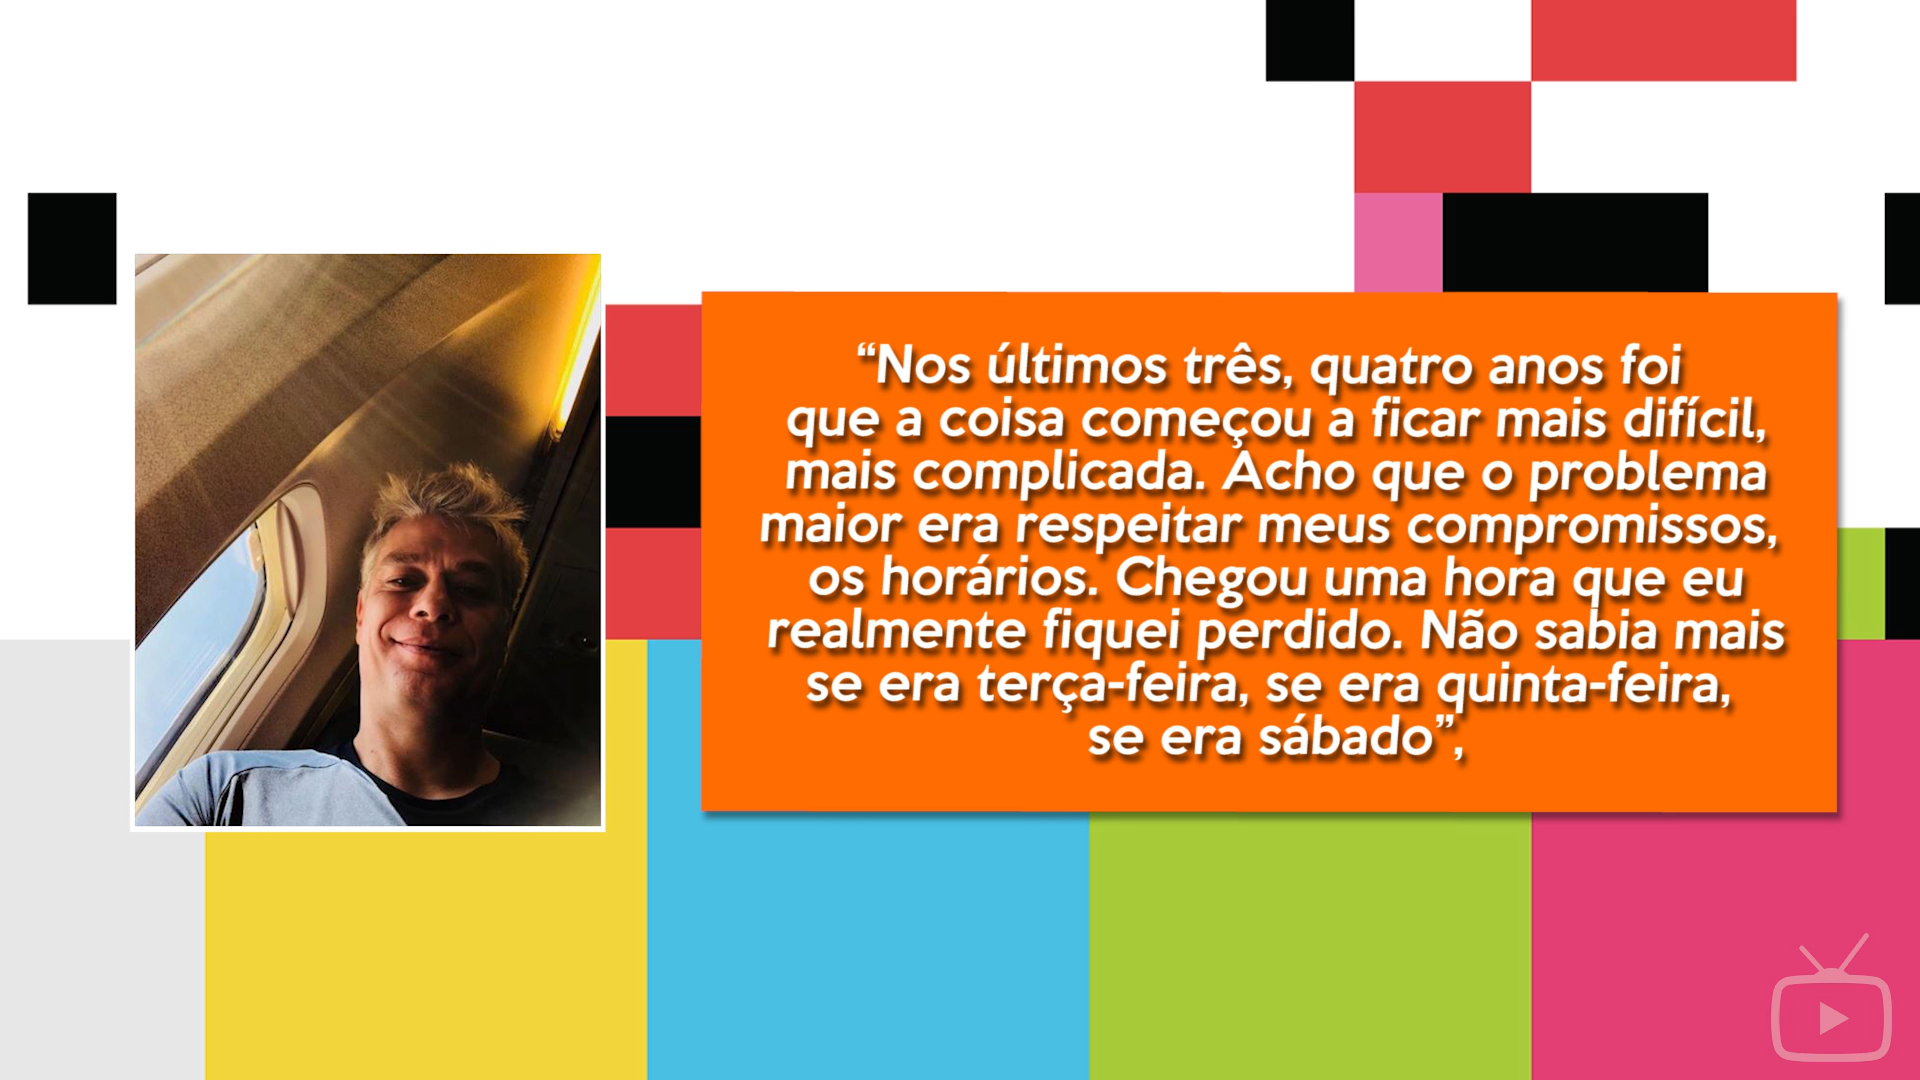 “Nos últimos três, quatro anos foi
que a coisa começou a ficar mais difícil,
mais complicada. Acho que o problema
maior era respeitar meus compromissos,
os horários. Chegou uma hora que eu
realmente fiquei perdido. Não sabia mais
se era terça-feira, se era quinta-feira,
se era sábado”,